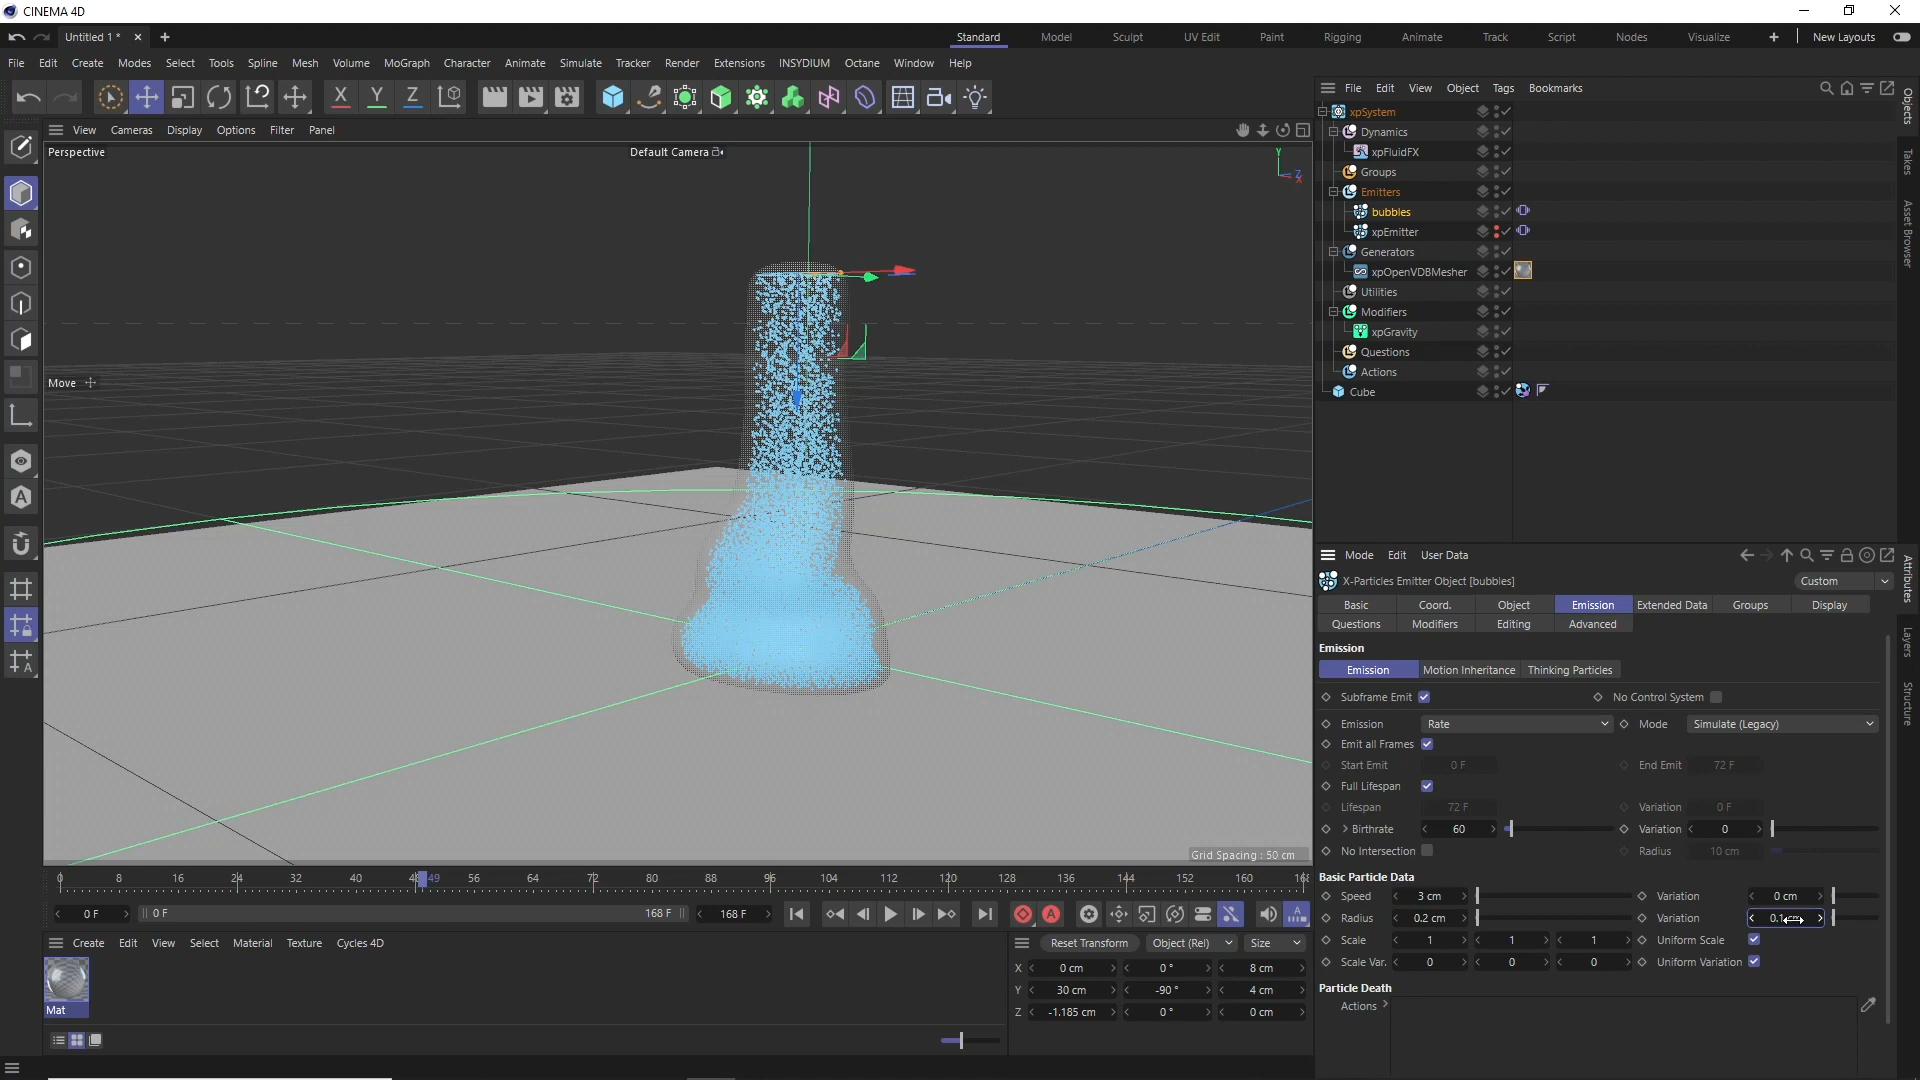 CINEMA 4D
Untitled 1 *
Standard Model Sculpt UV Edit Paint Rigging Animate Track Script Nodes Visualize New Layouts
File Edit Create Modes Select Tools Spline Mesh Volume MoGraph Character Animate Simulate Tracker Render Extensions INSYDIUM Octane Window Help
X Y Z
File Edit View Object Tags Bookmarks
View Cameras Display Options Filter Panel
Perspective
Default Camera
Y
Z
X
Move
Grid Spacing : 50 cm
xpSystem
Dynamics
xpFluidFX
Groups
Emitters
bubbles
xpEmitter
Generators
xpOpenVDBMesher
Utilities
Modifiers
xpGravity
Questions
Actions
Cube
Objects
Takes
Asset Browser
Attributes
Layers
Structure
Mode Edit User Data
X-Particles Emitter Object [bubbles]
Custom
Basic Coord. Object Emission Extended Data Groups Display
Questions Modifiers Editing Advanced
Emission
Emission Motion Inheritance Thinking Particles
Subframe Emit No Control System
Emission Rate Mode Simulate (Legacy)
Emit all Frames
Start Emit 0 F End Emit 72 F
Full Lifespan
Lifespan 72 F Variation 0 F
Birthrate 60 Variation 0
No Intersection Radius 10 cm
Basic Particle Data
Speed 3 cm Variation 0 cm
Radius 0.2 cm Variation 0.1 cm
Scale 1 1 1 Uniform Scale
Scale Var. 0 0 0 Uniform Variation
Particle Death
Actions
0 8 16 24 32 40 49 56 64 72 80 88 96 104 112 120 128 136 144 152 160
0 F 0 F 168 F 168 F
Create Edit View Select Material Texture Cycles 4D
Mat
Reset Transform Object (Rel) Size
X 0 cm 0 ° 8 cm
Y 30 cm -90 ° 4 cm
Z -1.185 cm 0 ° 0 cm